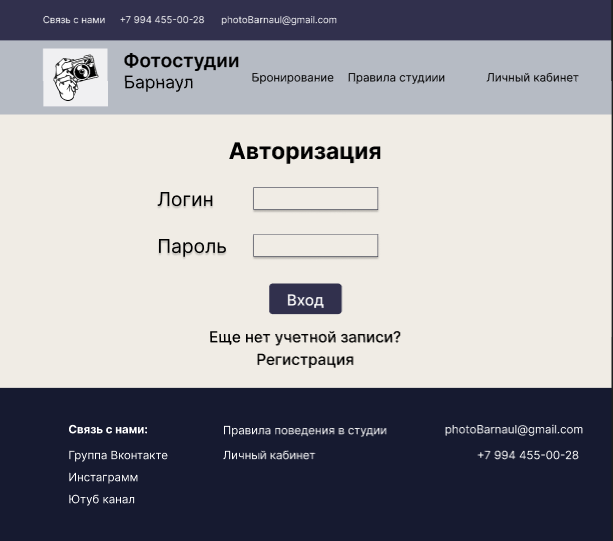 Связь с нами +7 994 455-00-28 photoBarnaul@gmail.com
Фотостудии
Барнаул
Бронирование Правила студиии Личный кабинет
Авторизация
Логин
Пароль
Вход
Еще нет учетной записи?
Регистрация
Связь с нами: Правила поведения в студии photoBarnaul@gmail.com
Группа Вконтакте Личный кабинет +7 994 455-00-28
Инстаграмм
Ютуб канал